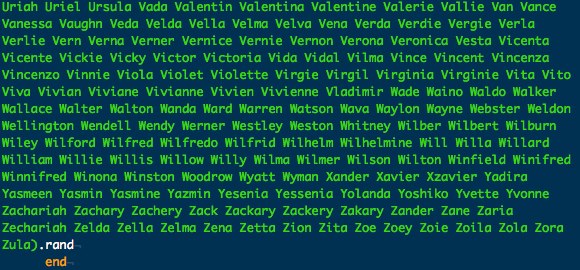 Uriah Uriel Ursula Vada Valentin Valentina Valentine Valerie Vallie Van Vance
Vanessa Vaughn Veda Velda Vella Velma Velva Vena Verda Verdie Vergie Verla
Verlie Vern Verna Verner Vernice Vernie Vernon Verona Veronica Vesta Vicenta
Vicente Vickie Vicky Victor Victoria Vida Vidal Vilma Vince Vincent Vincenza
Vincenzo Vinnie Viola Violet Violette Virgie Virgil Virginia Virginie Vita Vito
Viva Vivian Viviane Vivianne Vivien Vivienne Vladimir Wade Waino Waldo Walker
Wallace Walter Walton Wanda Ward Warren Watson Wava Waylon Wayne Webster Weldon
Wellington Wendell Wendy Werner Westley Weston Whitney Wilber Wilbert Wilburn
Wiley Wilford Wilfred Wilfredo Wilfrid Wilhelm Wilhelmine Will Willa Willard
William Willie Willis Willow Willy Wilma Wilmer Wilson Wilton Winfield Winifred
Winnifred Winona Winston Woodrow Wyatt Wyman Xander Xavier Xzavier Yadira
Yasmeen Yasmin Yasmine Yazmin Yesenia Yessenia Yolanda Yoshiko Yvette Yvonne
Zachariah Zachary Zachery Zack Zackary Zackery Zakary Zander Zane Zaria
Zechariah Zelda Zella Zelma Zena Zetta Zion Zita Zoe Zoey Zoie Zoila Zola Zora
Zula).rand¬
end¬